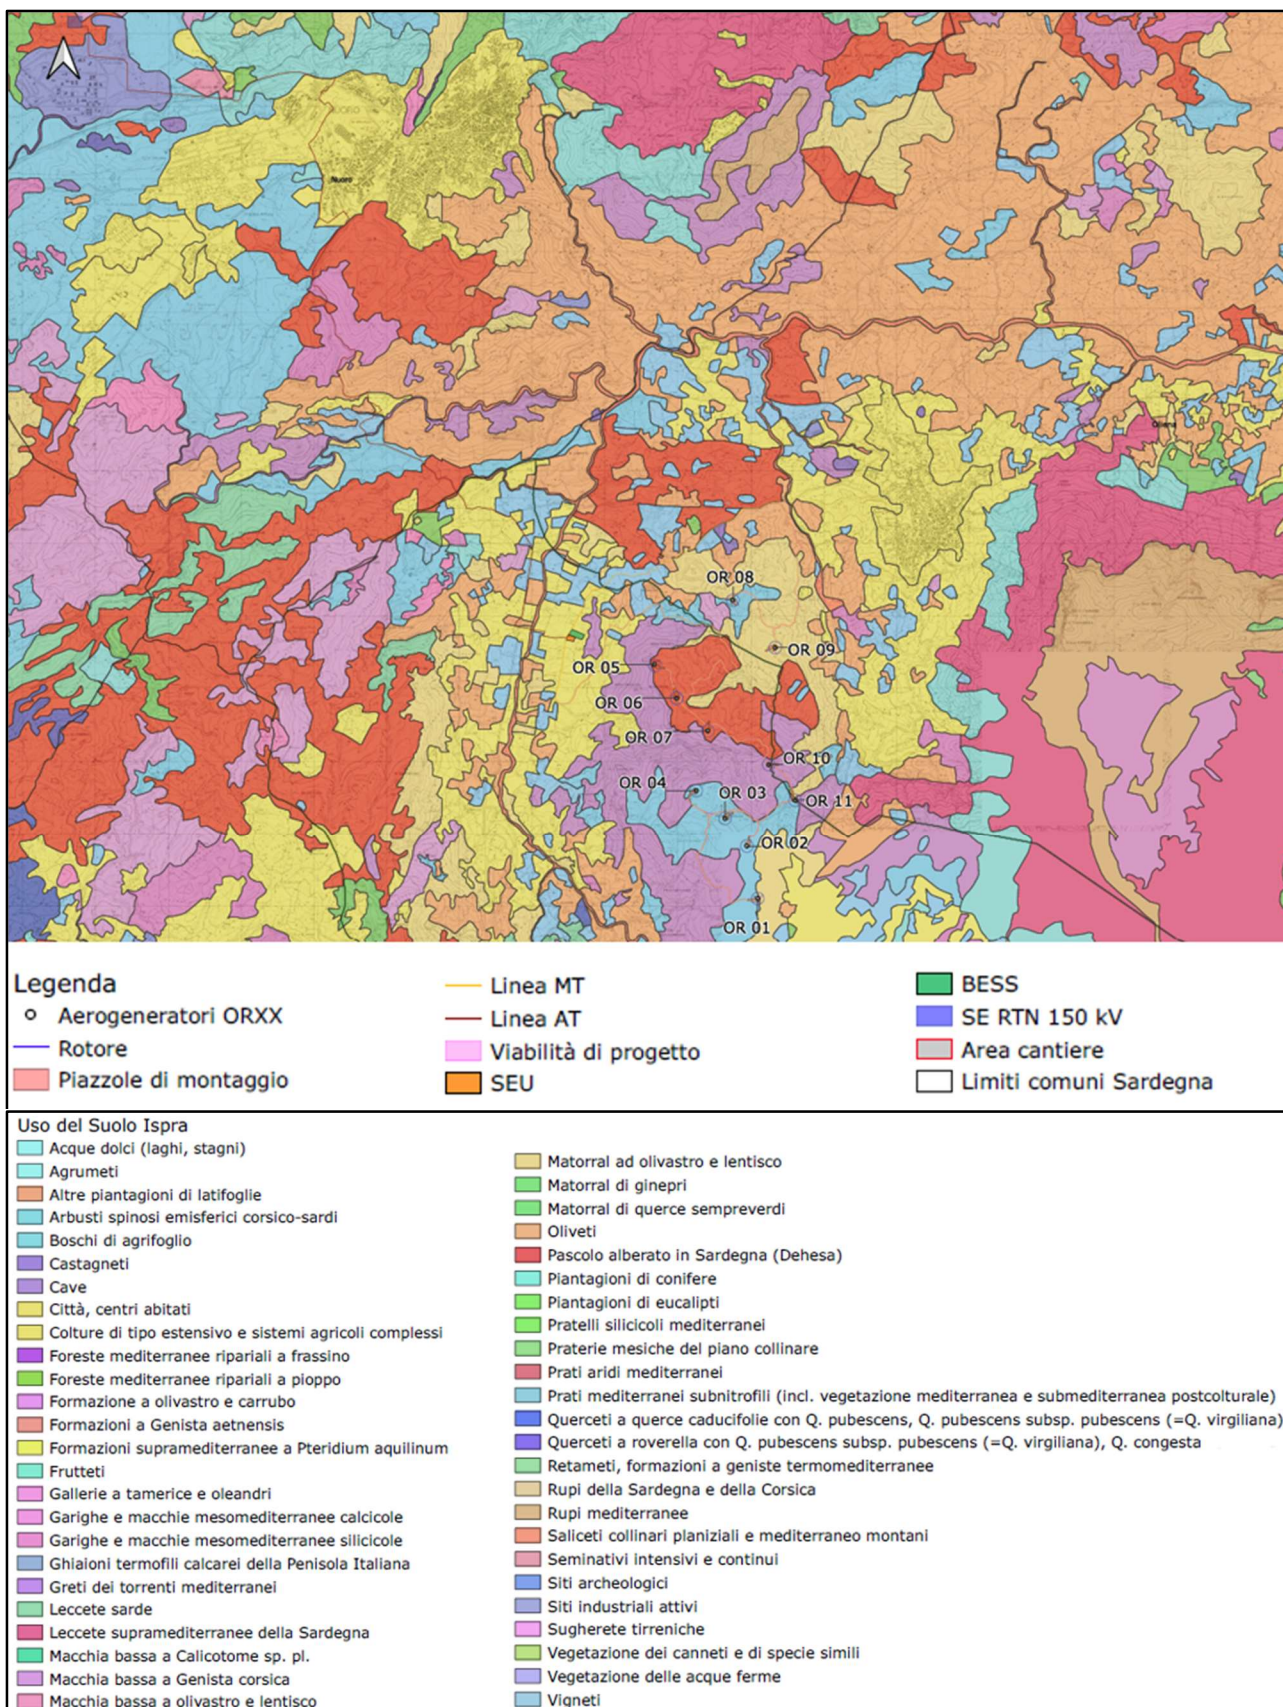 Nuoro
Oliena
OR 08
OR 09
OR 05
OR 06
OR 07
OR 10
OR 04
OR 03
OR 11
OR 02
OR 01
Legenda
Aerogeneratori ORXX
Rotore
Piazzole di montaggio
Linea MT
Linea AT
Viabilità di progetto
SEU
BESS
SE RTN 150 kV
Area cantiere
Limiti comuni Sardegna
Uso del Suolo Ispra
Acque dolci (laghi, stagni)
Agrumeti
Altre piantagioni di latifoglie
Arbusti spinosi emisferici corsico-sardi
Boschi di agrifoglio
Castagneti
Cave
Città, centri abitati
Colture di tipo estensivo e sistemi agricoli complessi
Foreste mediterranee ripariali a frassino
Foreste mediterranee ripariali a pioppo
Formazione a olivastro e carrubo
Formazioni a Genista aetnensis
Formazioni supramediterranee a Pteridium aquilinum
Frutteti
Gallerie a tamerice e oleandri
Garighe e macchie mesomediterranee calcicole
Garighe e macchie mesomediterranee silicicole
Ghiaioni termofili calcarei della Penisola Italiana
Greti dei torrenti mediterranei
Leccete sarde
Leccete supramediterranee della Sardegna
Macchia bassa a Calicotome sp. pl.
Macchia bassa a Genista corsica
Macchia bassa a olivastro e lentisco
Matorral ad olivastro e lentisco
Matorral di ginepri
Matorral di querce sempreverdi
Oliveti
Pascolo alberato in Sardegna (Dehesa)
Piantagioni di conifere
Piantagioni di eucalipti
Pratelli silicicoli mediterranei
Praterie mesiche del piano collinare
Prati aridi mediterranei
Prati mediterranei subnitrofili (incl. vegetazione mediterranea e submediterranea postcolturale)
Querceti a querce caducifolie con Q. pubescens, Q. pubescens subsp. pubescens (=Q. virgiliana)
Querceti a roverella con Q. pubescens subsp. pubescens (=Q. virgiliana), Q. congesta
Retameti, formazioni a geniste termomediterranee
Rupi della Sardegna e della Corsica
Rupi mediterranee
Saliceti collinari planiziali e mediterraneo montani
Seminativi intensivi e continui
Siti archeologici
Siti industriali attivi
Sugherete tirreniche
Vegetazione dei canneti e di specie simili
Vegetazione delle acque ferme
Vigneti